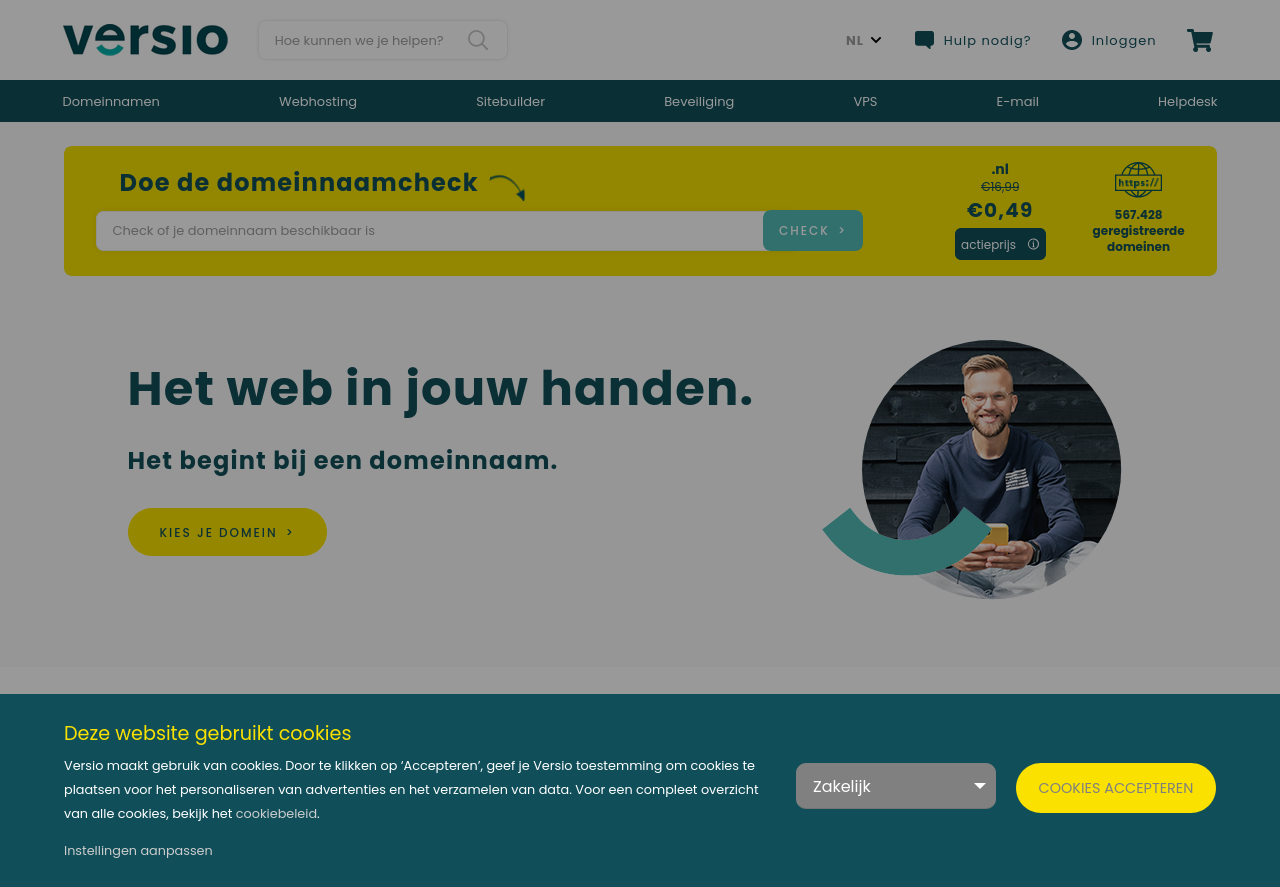 versio
Hoe kunnen we je helpen?
NL
Hulp nodig?
Inloggen
Domeinnamen
Webhosting
Sitebuilder
Beveiliging
VPS
E-mail
Helpdesk
Doe de domeinnaamcheck
Check of je domeinnaam beschikbaar is
CHECK >
.nl
€16,99
€0,49
actieprijs
https://
567.428
geregistreerde
domeinen
Het web in jouw handen.
Het begint bij een domeinnaam.
KIES JE DOMEIN >
Deze website gebruikt cookies
Versio maakt gebruik van cookies. Door te klikken op ‘Accepteren’, geef je Versio toestemming om cookies te
plaatsen voor het personaliseren van advertenties en het verzamelen van data. Voor een compleet overzicht
van alle cookies, bekijk het cookiebeleid.
Instellingen aanpassen
Zakelijk
COOKIES ACCEPTEREN